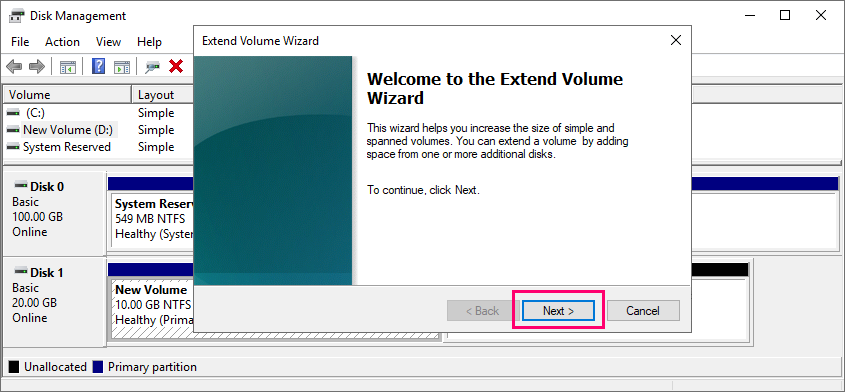 Disk Management
File Action View Help
Extend Volume Wizard
Welcome to the Extend Volume
Wizard
This wizard helps you increase the size of simple and
spanned volumes. You can extend a volume by adding
space from one or more additional disks.
To continue, click Next.
< Back Next > Cancel
Volume Layout
(C:) Simple
New Volume (D:) Simple
System Reserved Simple
Disk 0
Basic
100.00 GB
Online
System Reserv
549 MB NTFS
Healthy (System
Disk 1
Basic
20.00 GB
Online
New Volume
10.00 GB NTFS
Healthy (Prima
Unallocated Primary partition